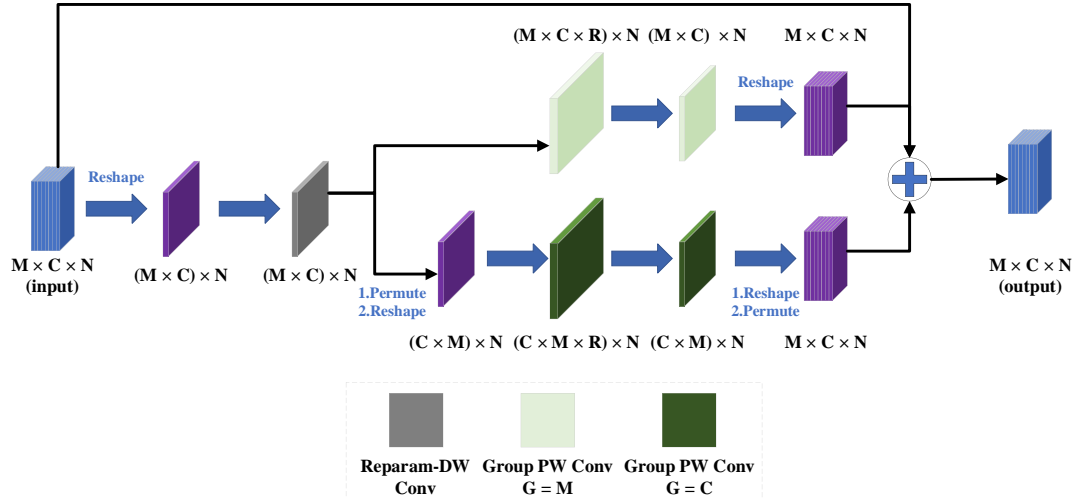 (M × C × R) × N
(M × C) × N
M × C × N
Reshape
Reshape
M × C × N
(input)
(M × C) × N
(M × C) × N
1.Permute
2.Reshape
1.Reshape
2.Permute
M × C × N
(output)
(C × M) × N
(C × M × R) × N
(C × M) × N
M × C × N
Reparam-DW
Conv
Group PW Conv
G = M
Group PW Conv
G = C